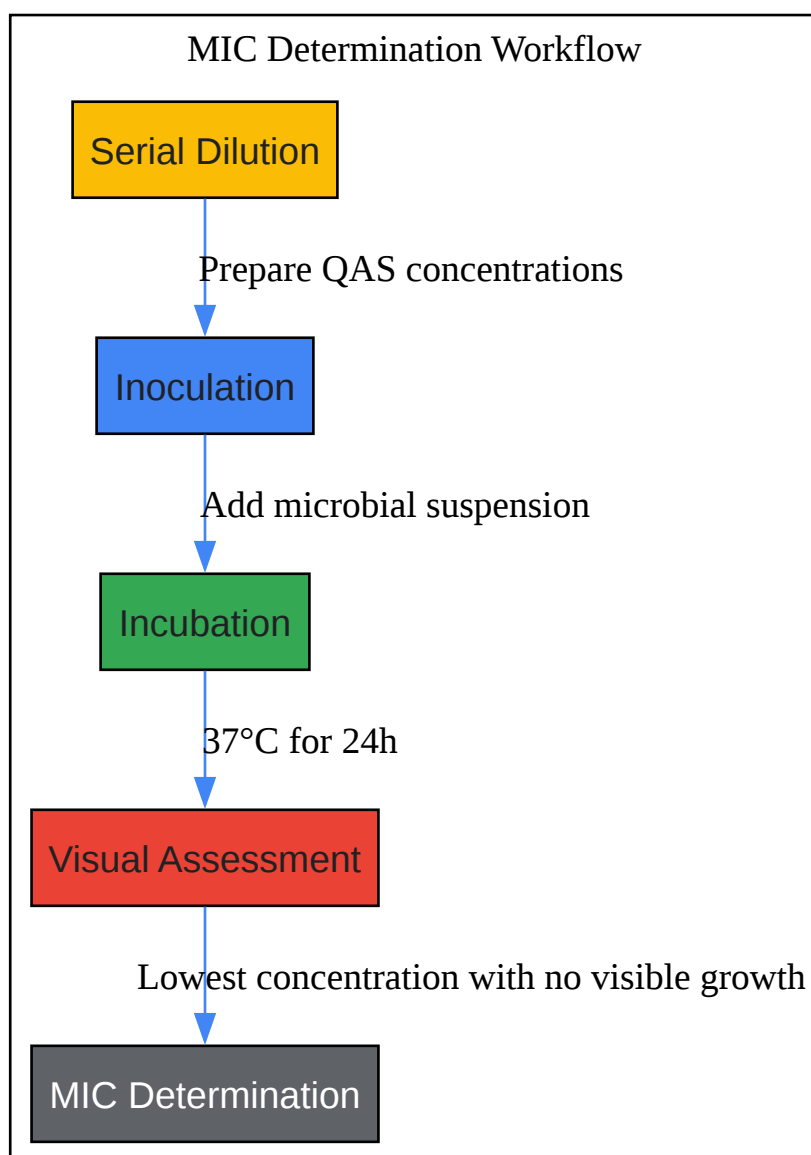 MIC Determination Workflow
Serial Dilution
Prepare QAS concentrations
Inoculation
Add microbial suspension
Incubation
37°C for 24h
Visual Assessment
Lowest concentration with no visible growth
MIC Determination